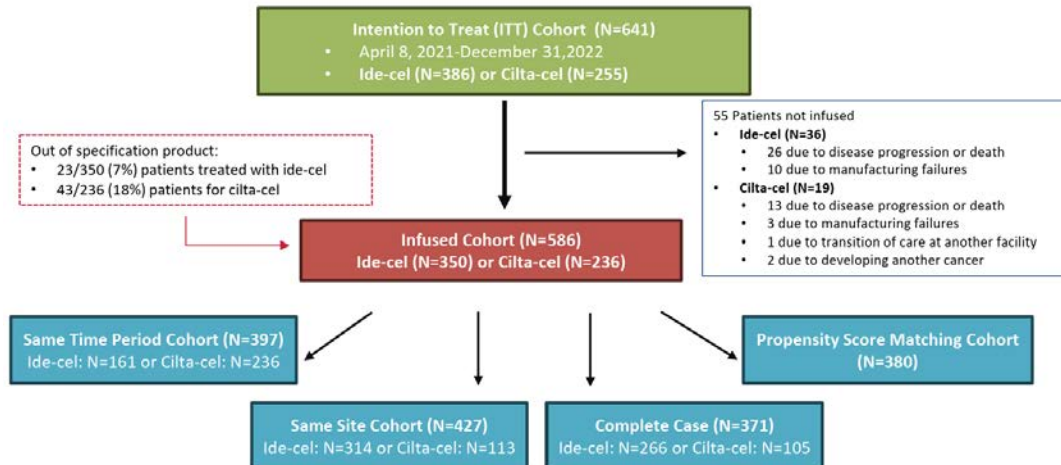 Intention to Treat (ITT) Cohort (N=641)
• April 8, 2021-December 31,2022
• Ide-cel (N=386) or Cilta-cel (N=255)
55 Patients not infused
• Ide-cel (N=36)
• 26 due to disease progression or death
• 10 due to manufacturing failures
• Cilta-cel (N=19)
• 13 due to disease progression or death
• 3 due to manufacturing failures
• 1 due to transition of care at another facility
• 2 due to developing another cancer
Out of specification product:
• 23/350 (7%) patients treated with ide-cel
• 43/236 (18%) patients for cilta-cel
Infused Cohort (N=586)
Ide-cel (N=350) or Cilta-cel (N=236)
Same Time Period Cohort (N=397)
Ide-cel: N=161 or Cilta-cel: N=236
Propensity Score Matching Cohort
(N=380)
Same Site Cohort (N=427)
Ide-cel: N=314 or Cilta-cel: N=113
Complete Case (N=371)
Ide-cel: N=266 or Cilta-cel: N=105